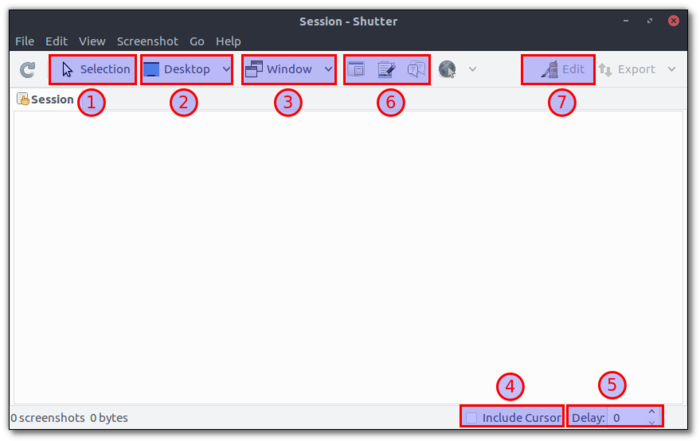 Session - Shutter
File Edit View Screenshot Go Help
Selection Desktop Window Edit Export
1 2 3 6 7
Session
4 5
0 screenshots 0 bytes Include Cursor Delay: 0